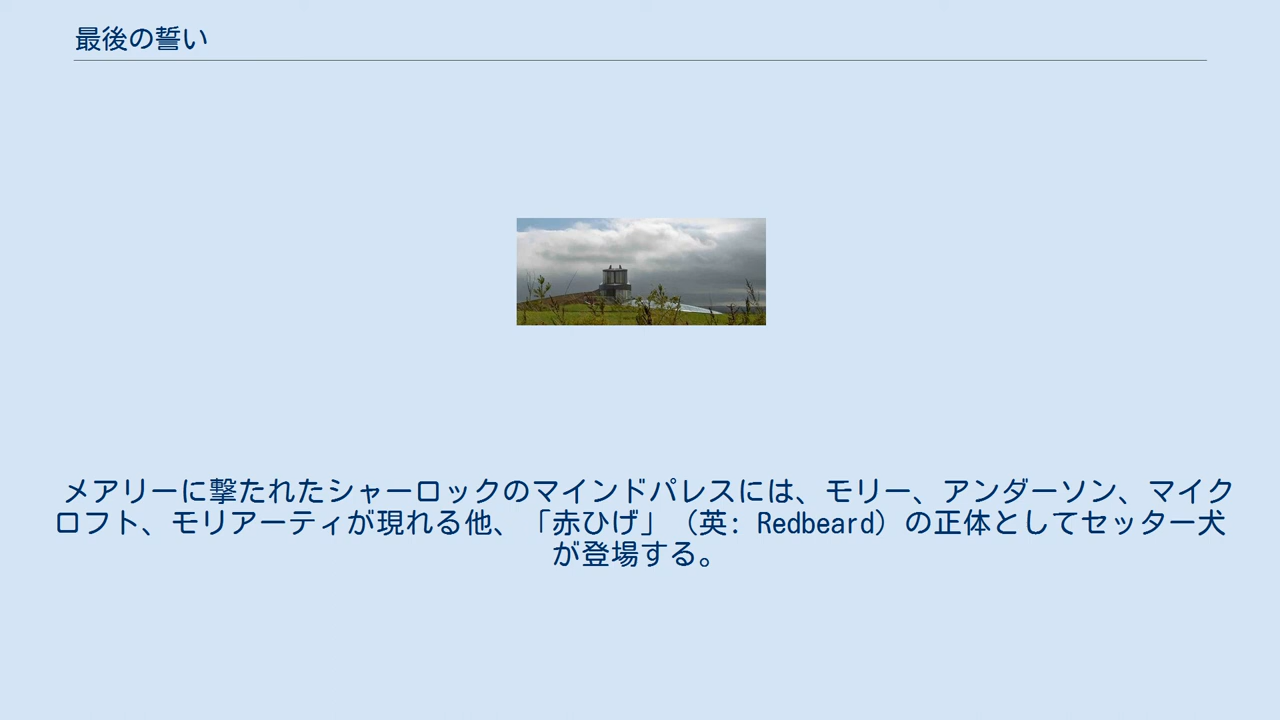 最後の誓い
メアリーに撃たれたシャーロックのマインドパレスには、モリー、アンダーソン、マイク
ロフト、モリアーティが現れる他、「赤ひげ」（英: Redbeard）の正体としてセッター犬
が登場する。